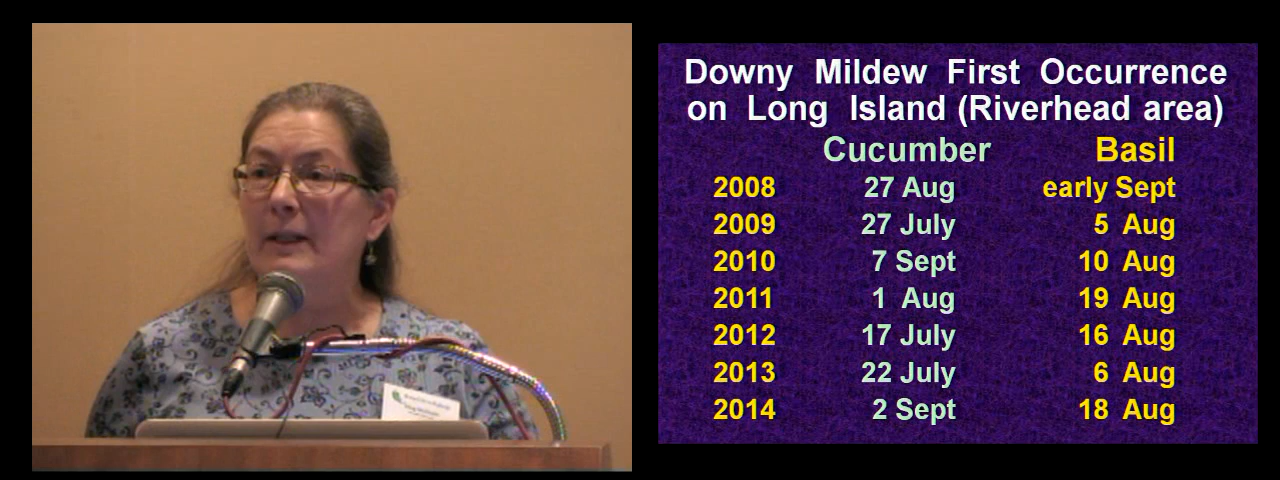 Downy Mildew First Occurrence
on Long Island (Riverhead area)
Cucumber Basil
2008 27 Aug early Sept
2009 27 July 5 Aug
2010 7 Sept 10 Aug
2011 1 Aug 19 Aug
2012 17 July 16 Aug
2013 22 July 6 Aug
2014 2 Sept 18 Aug